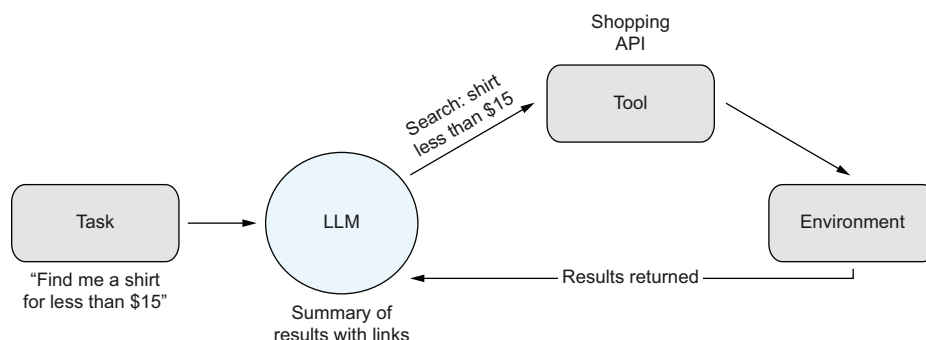 Shopping
API
Search: shirt
less than $15
Tool
Task
LLM
Environment
“Find me a shirt
for less than $15”
Results returned
Summary of
results with links